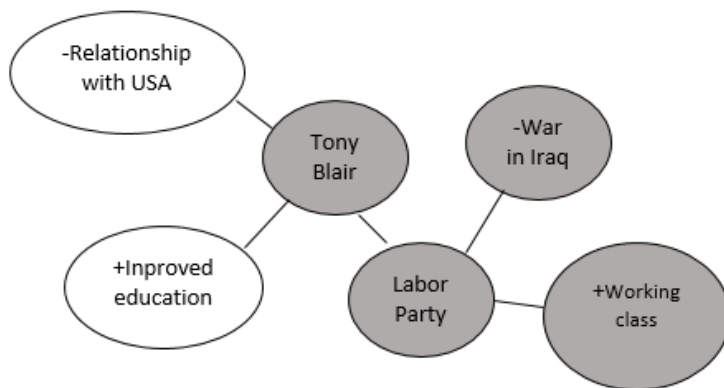 -Relationship
with USA
Tony
Blair
-War
in Iraq
+Inproved
education
Labor
Party
+Working
class